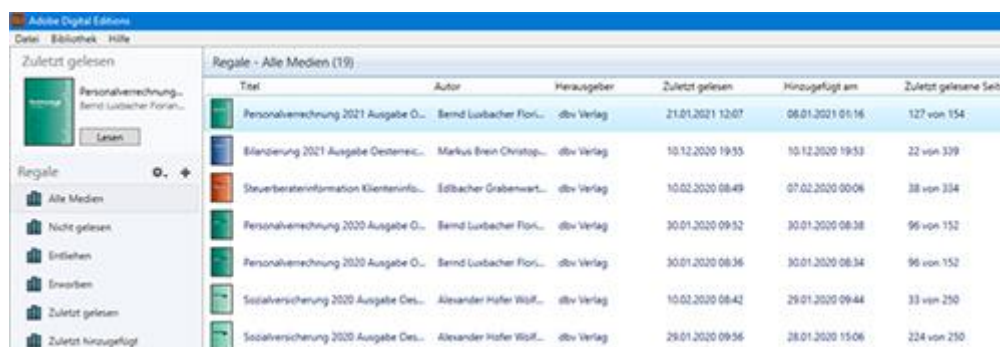 Adobe Digital Editions
Datei Bibliothek Hilfe
Zuletzt gelesen
Personalverrechnung...
Bernd Luxbacher Florian...
Lesen
Regale
Alle Medien
Nicht gelesen
Entliehen
Erworben
Zuletzt gelesen
Zuletzt hinzugefügt
Regale - Alle Medien (19)
Titel Autor Herausgeber Zuletzt gelesen Hinzugefügt am Zuletzt gelesene Seit
Personalverrechnung 2021 Ausgabe O... Bernd Luxbacher Flori... dbv Verlag 21.01.2021 12:07 08.01.2021 01:16 127 von 154
Bilanzierung 2021 Ausgabe Oesterreic... Markus Brein Christop... dbv Verlag 10.12.2020 19:55 10.12.2020 19:53 22 von 339
Steuerberaterinformation Klienteninfo... Edlbacher Grabenwart... dbv Verlag 10.02.2020 08:49 07.02.2020 00:06 38 von 334
Personalverrechnung 2020 Ausgabe O... Bernd Luxbacher Flori... dbv Verlag 30.01.2020 09:52 30.01.2020 08:38 96 von 152
Personalverrechnung 2020 Ausgabe O... Bernd Luxbacher Flori... dbv Verlag 30.01.2020 08:36 30.01.2020 08:34 96 von 152
Sozialversicherung 2020 Ausgabe Oes... Alexander Hofer Wolf... dbv Verlag 10.02.2020 08:42 29.01.2020 09:44 33 von 250
Sozialversicherung 2020 Ausgabe Oes... Alexander Hofer Wolf... dbv Verlag 29.01.2020 09:56 28.01.2020 15:06 224 von 250